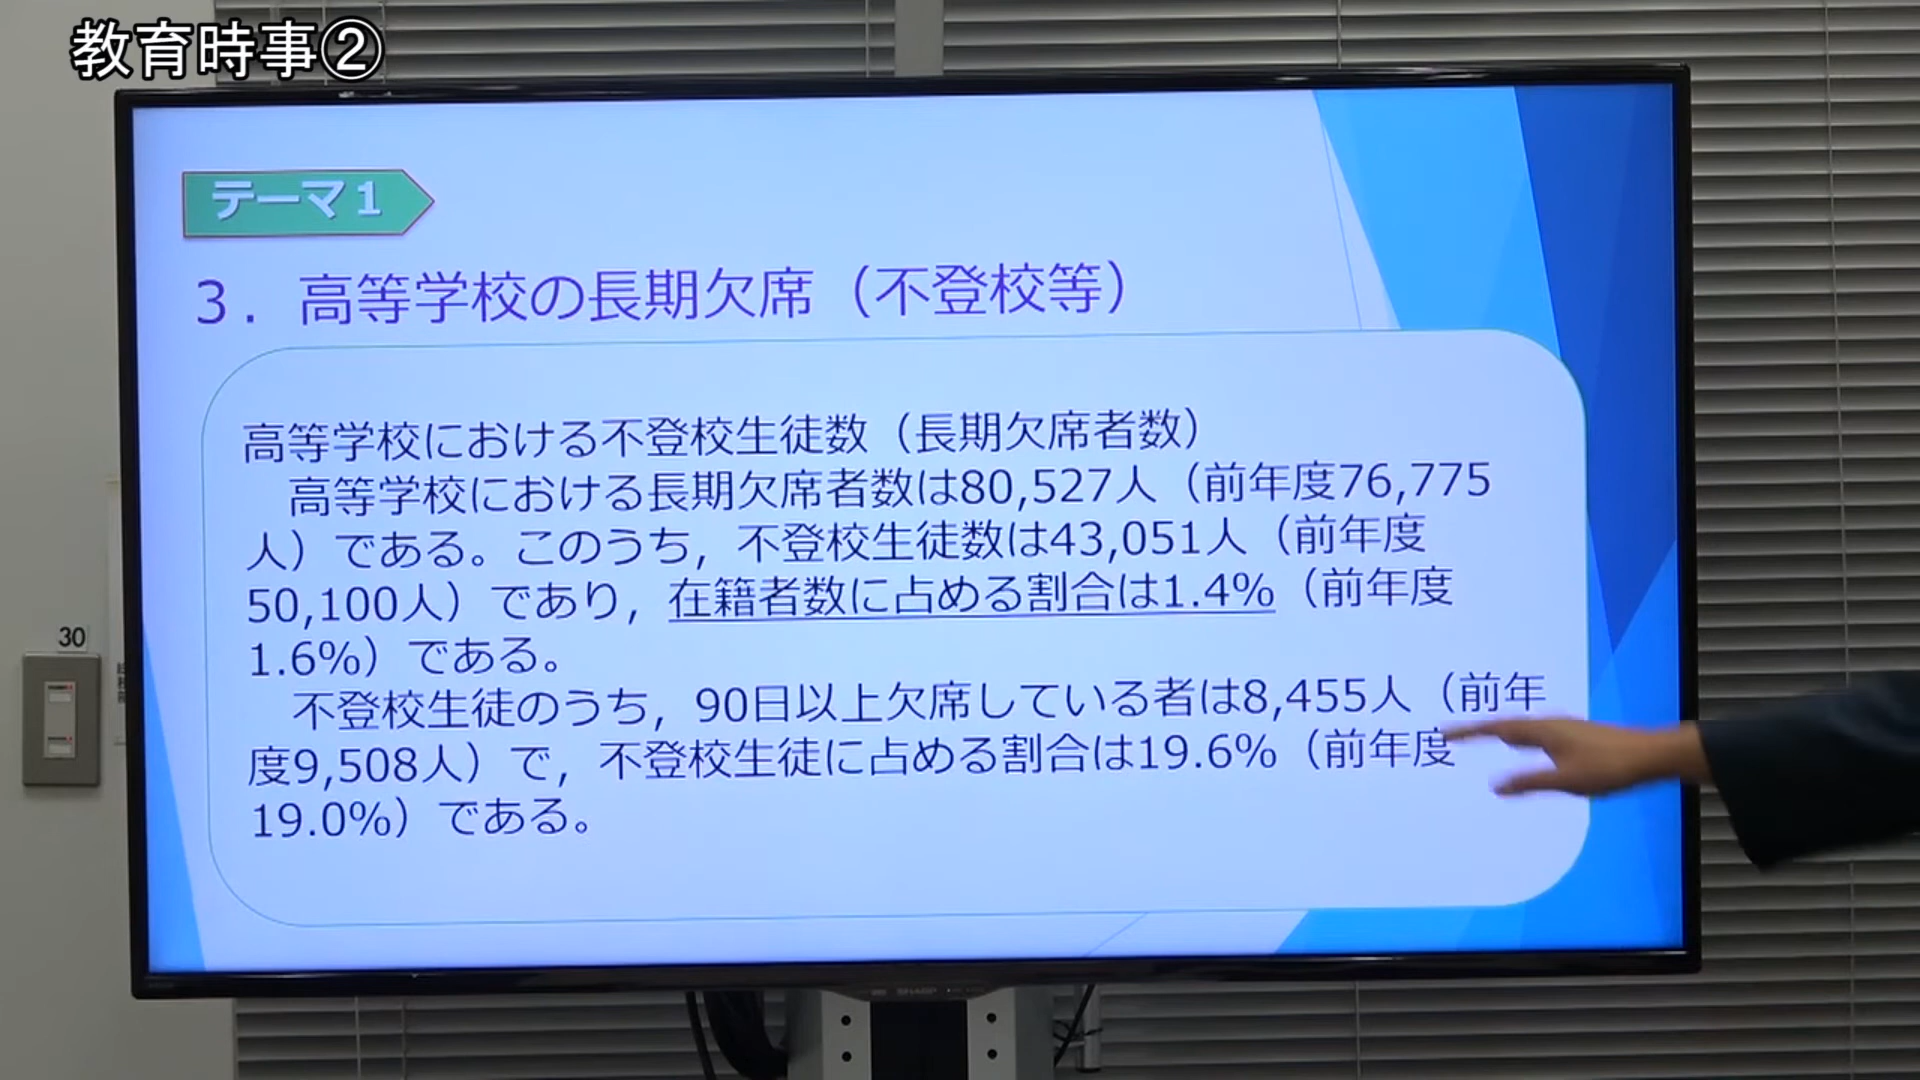 教育時事②
テーマ1
3．高等学校の長期欠席（不登校等）
高等学校における不登校生徒数（長期欠席者数）
　高等学校における長期欠席者数は80,527人（前年度76,775
人）である。このうち，不登校生徒数は43,051人（前年度
50,100人）であり，在籍者数に占める割合は1.4%（前年度
1.6%）である。
　不登校生徒のうち，90日以上欠席している者は8,455人（前年
度9,508人）で，不登校生徒に占める割合は19.6%（前年度
19.0%）である。
30
SHARP